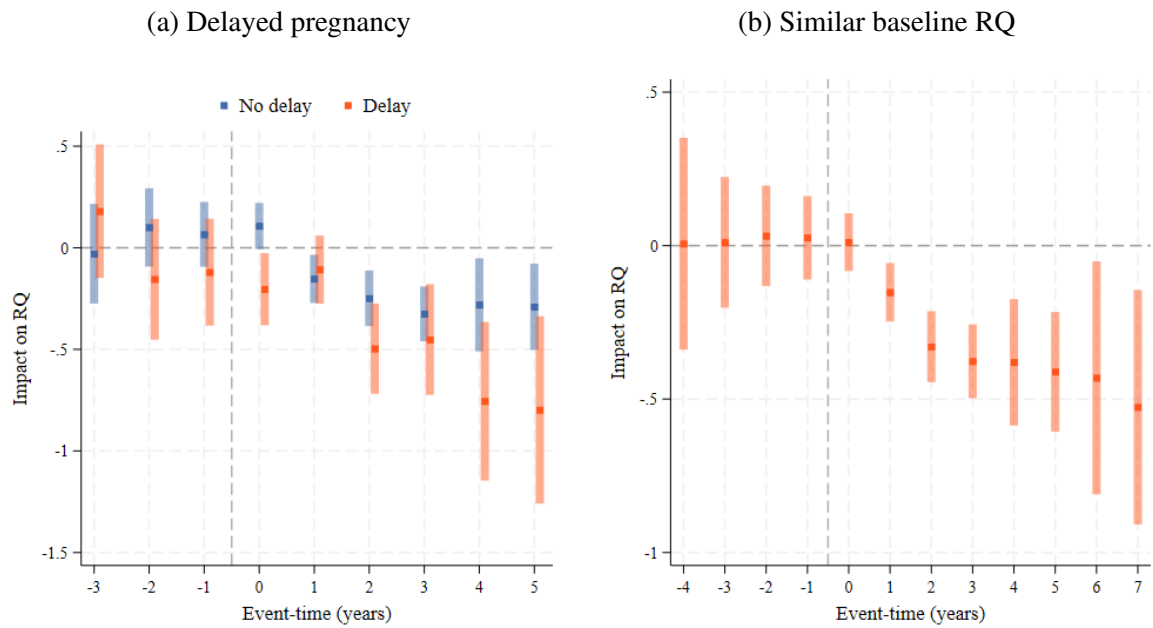 (a) Delayed pregnancy
No delay
Delay
.5
0
-.5
-1
-1.5
Impact on RQ
-3 -2 -1 0 1 2 3 4 5
Event-time (years)
(b) Similar baseline RQ
.5
0
-.5
-1
Impact on RQ
-4 -3 -2 -1 0 1 2 3 4 5 6 7
Event-time (years)